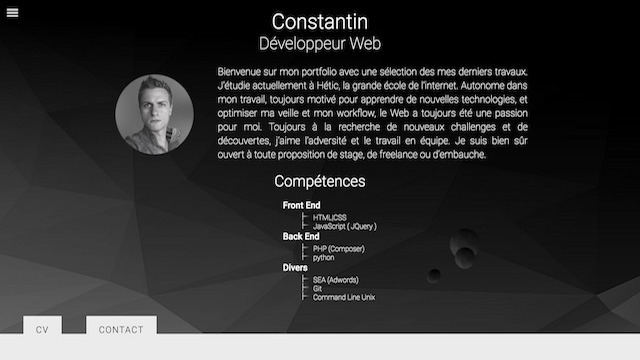 Constantin
Développeur Web
Bienvenue sur mon portfolio avec une sélection des mes derniers travaux.
J'étudie actuellement à Hétic, la grande école de l'internet. Autonome dans
mon travail, toujours motivé pour apprendre de nouvelles technologies, et
optimiser ma veille et mon workflow, le Web a toujours été une passion
pour moi. Toujours à la recherche de nouveaux challenges et de
découvertes, j'aime l'adversité et le travail en équipe. Je suis bien sûr
ouvert à toute proposition de stage, de freelance ou d'embauche.
Compétences
Front End
HTML|CSS
JavaScript ( JQuery )
Back End
PHP (Composer)
python
Divers
SEA (Adwords)
Git
Command Line Unix
CV
CONTACT